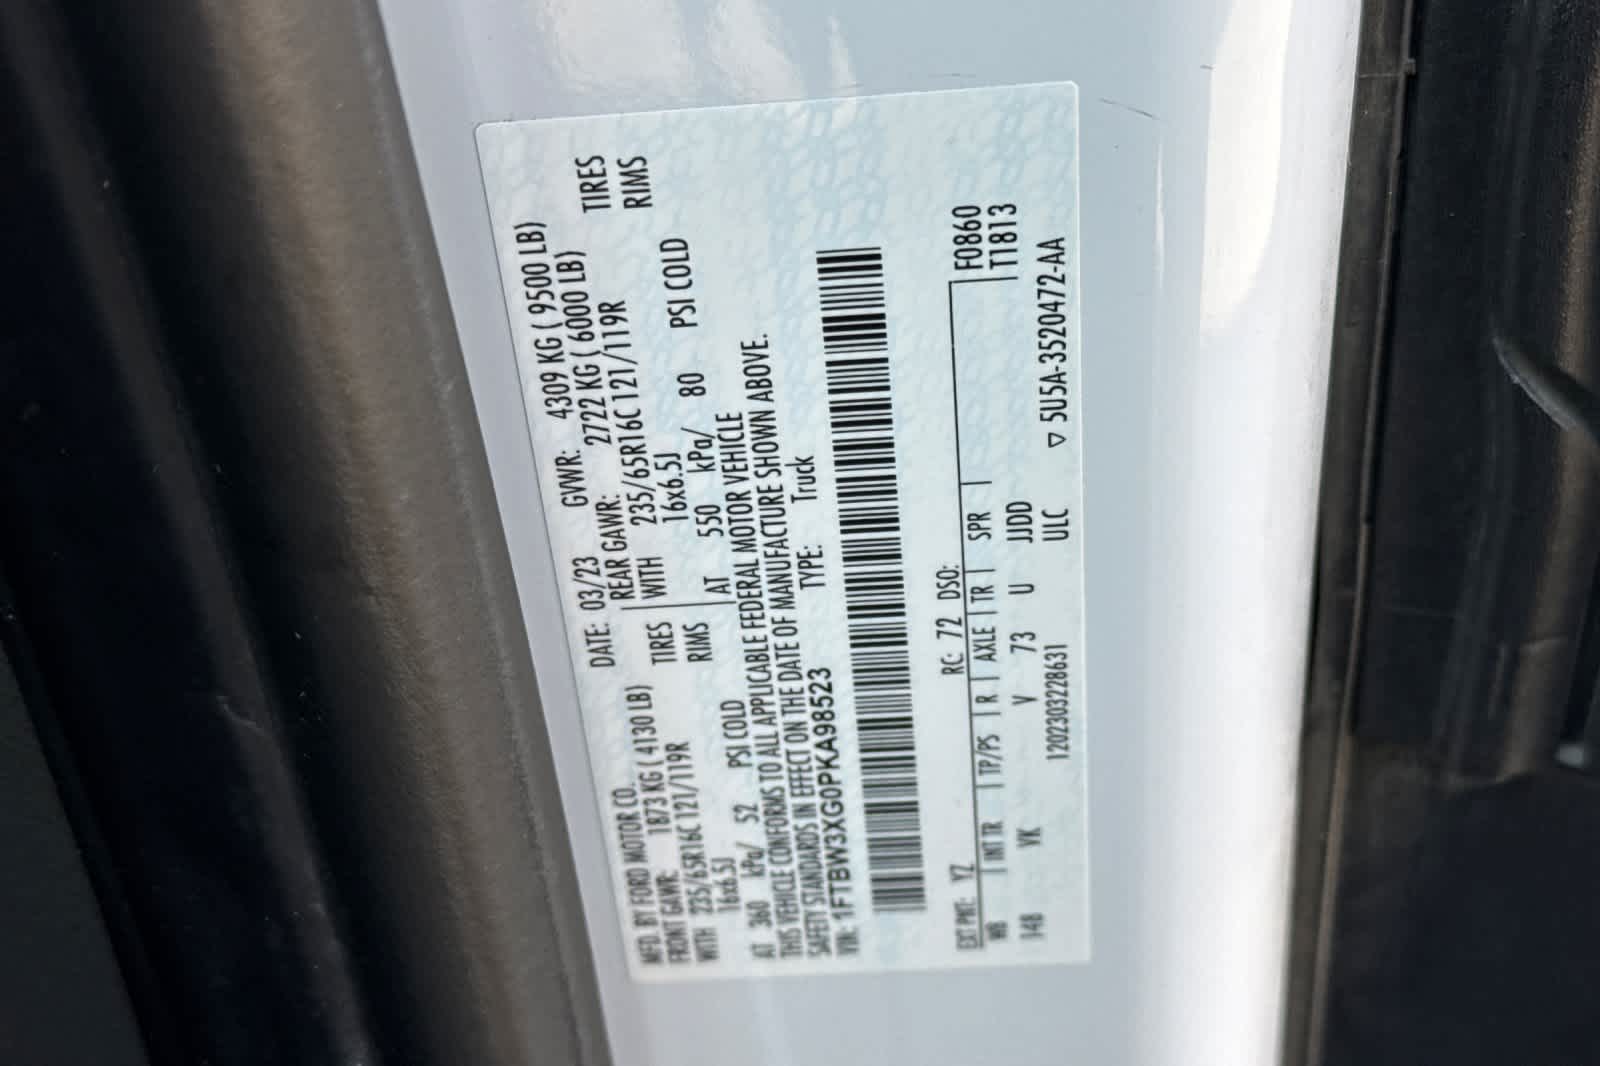 MFD. BY FORD MOTOR CO.
DATE: 03/23 GVWR: 4309 KG ( 9500 LB)
FRONT GAWR: 1873 KG ( 4130 LB) REAR GAWR: 2722 KG ( 6000 LB)
WITH 235/65R16C 121/119R TIRES WITH 235/65R16C 121/119R TIRES
16x6.5J RIMS 16x6.5J RIMS
AT 360 kPa/ 52 PSI COLD AT 550 kPa/ 80 PSI COLD
THIS VEHICLE CONFORMS TO ALL APPLICABLE FEDERAL MOTOR VEHICLE
SAFETY STANDARDS IN EFFECT ON THE DATE OF MANUFACTURE SHOWN ABOVE.
VIN: 1FTBW3XG0PKA98523 TYPE: Truck
F0860
T1813
EXT PNT: YZ RC: 72 DSO:
WB | INT TR | TP/PS | R | AXLE | TR | SPR |
148 YK V 73 U JJDD
120230322863 1 ULC ▽ 5U5A-3520472-AA